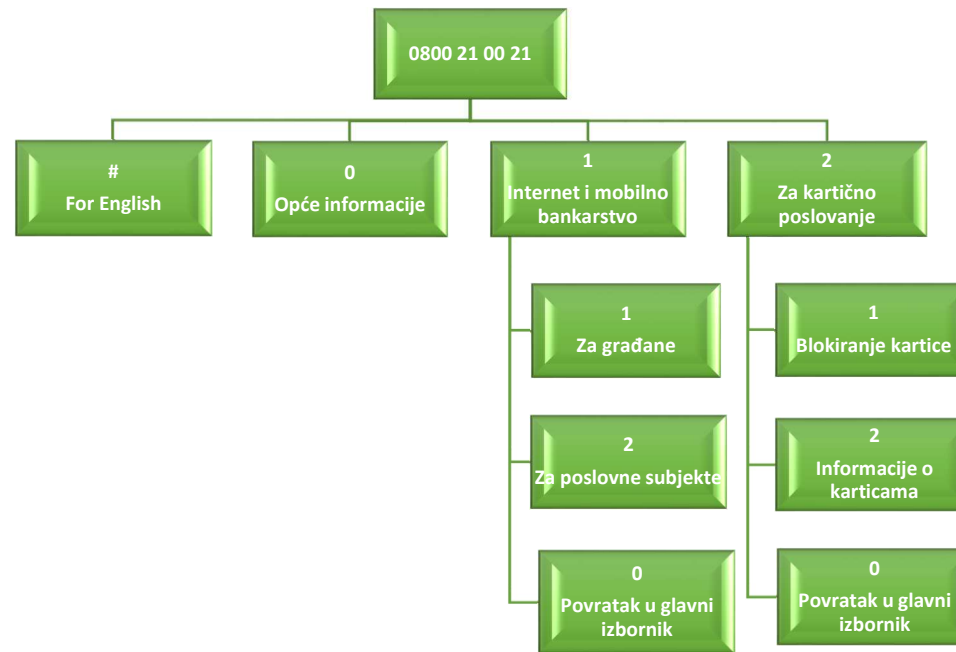 0800 21 00 21
#
For English
0
Opće informacije
1
Internet i mobilno
bankarstvo
2
Za kartično
poslovanje
1
Za građane
2
Za poslovne subjekte
0
Povratak u glavni
izbornik
1
Blokiranje kartice
2
Informacije o
karticama
0
Povratak u glavni
izbornik